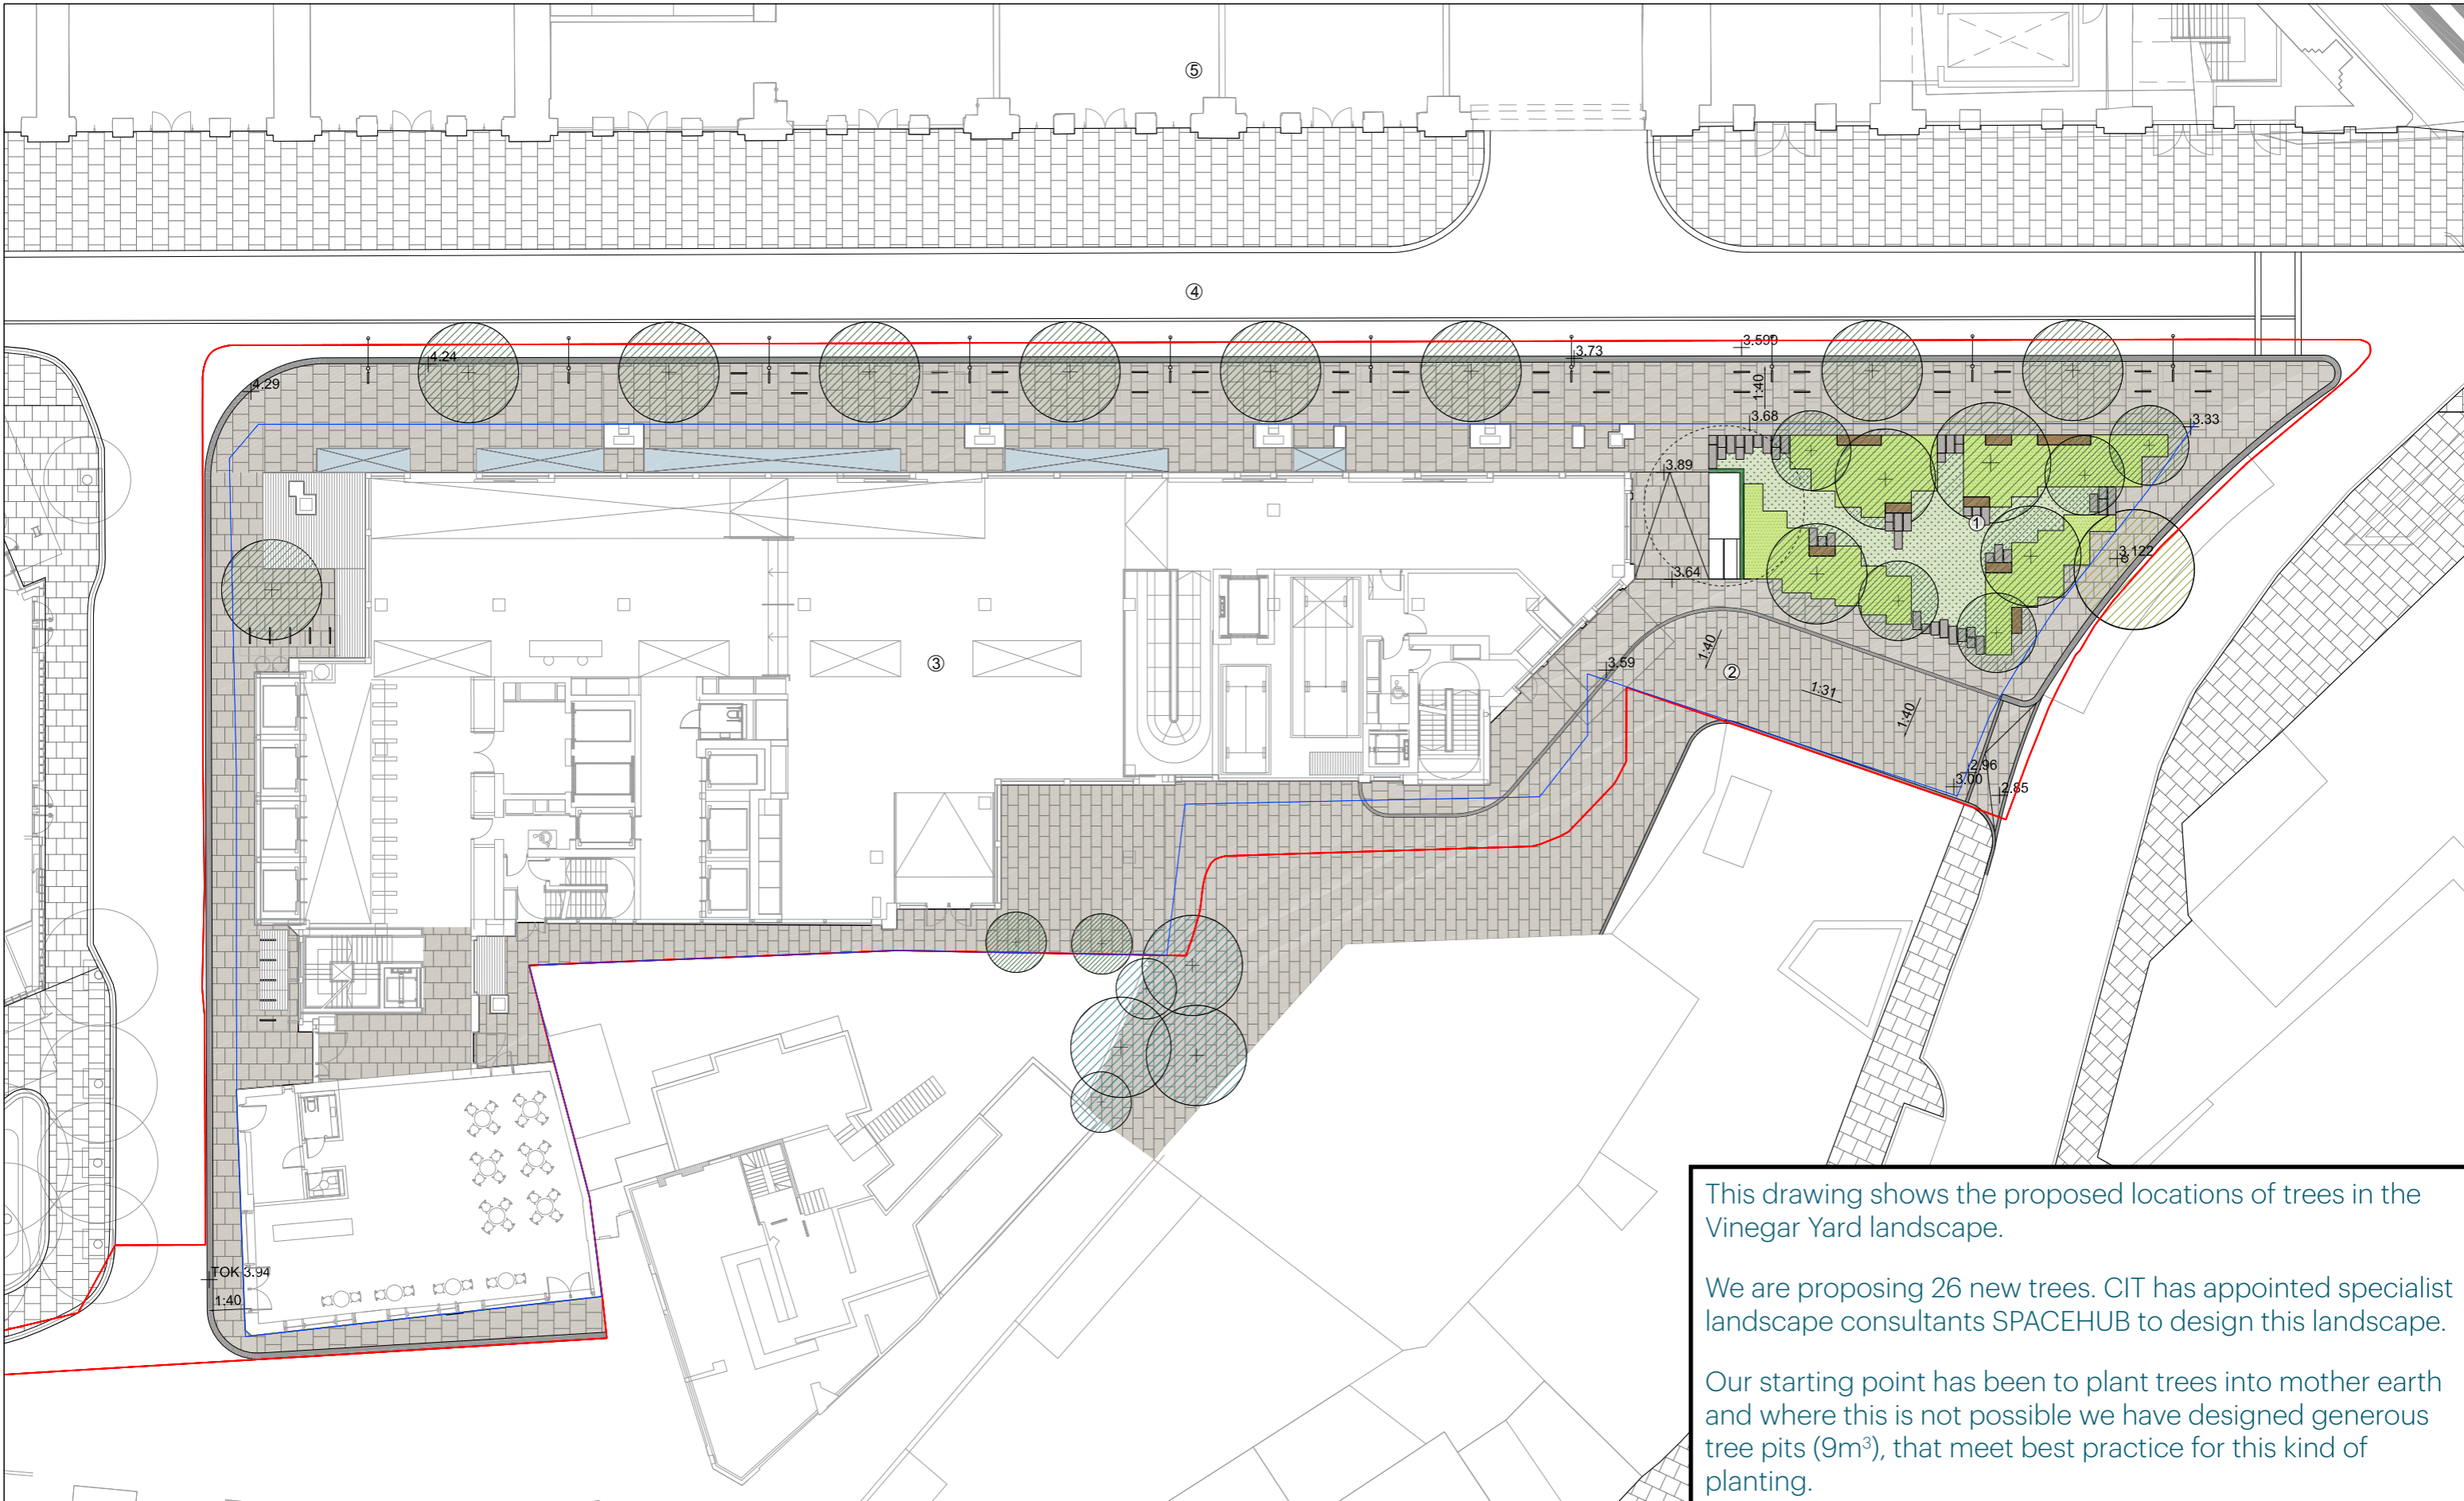 ⑤
④
4.24
3.73
3.599
4.29
1:40
3.68
3.33
3.89
①
3.122
3.64
1:40
3.59
③
②
1:31
1:40
2.96
3.00
2.85
TOK 3.94
1:40
This drawing shows the proposed locations of trees in the
Vinegar Yard landscape.
We are proposing 26 new trees. CIT has appointed specialist
landscape consultants SPACEHUB to design this landscape.
Our starting point has been to plant trees into mother earth
and where this is not possible we have designed generous
tree pits (9m³), that meet best practice for this kind of
planting.